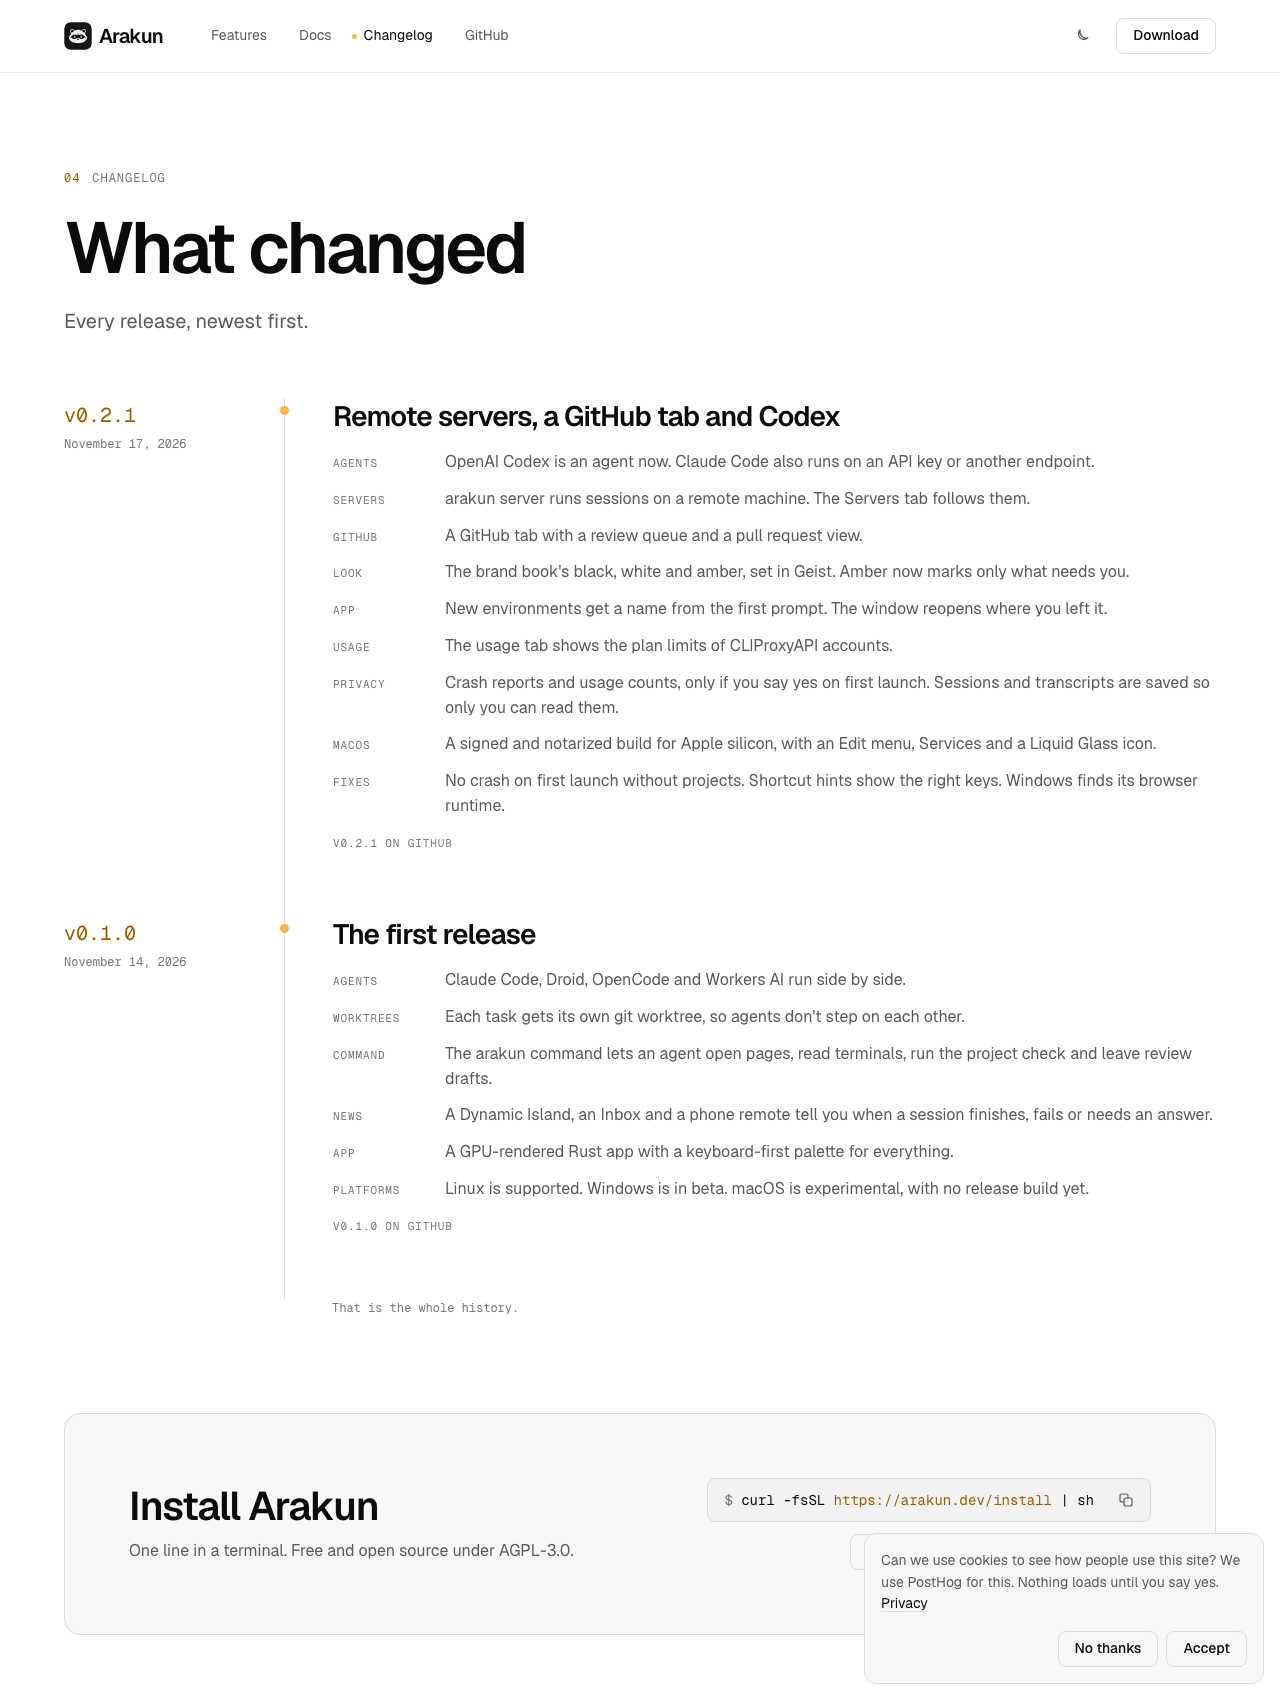 Arakun
Features
Docs
Changelog
GitHub
Download
04 CHANGELOG
What changed
Every release, newest first.
v0.2.1
November 17, 2026
Remote servers, a GitHub tab and Codex
AGENTS OpenAI Codex is an agent now. Claude Code also runs on an API key or another endpoint.
SERVERS arakun server runs sessions on a remote machine. The Servers tab follows them.
GITHUB A GitHub tab with a review queue and a pull request view.
LOOK The brand book's black, white and amber, set in Geist. Amber now marks only what needs you.
APP New environments get a name from the first prompt. The window reopens where you left it.
USAGE The usage tab shows the plan limits of CLIProxyAPI accounts.
PRIVACY Crash reports and usage counts, only if you say yes on first launch. Sessions and transcripts are saved so
only you can read them.
MACOS A signed and notarized build for Apple silicon, with an Edit menu, Services and a Liquid Glass icon.
FIXES No crash on first launch without projects. Shortcut hints show the right keys. Windows finds its browser
runtime.
V0.2.1 ON GITHUB
v0.1.0
November 14, 2026
The first release
AGENTS Claude Code, Droid, OpenCode and Workers AI run side by side.
WORKTREES Each task gets its own git worktree, so agents don't step on each other.
COMMAND The arakun command lets an agent open pages, read terminals, run the project check and leave review
drafts.
NEWS A Dynamic Island, an Inbox and a phone remote tell you when a session finishes, fails or needs an answer.
APP A GPU-rendered Rust app with a keyboard-first palette for everything.
PLATFORMS Linux is supported. Windows is in beta. macOS is experimental, with no release build yet.
V0.1.0 ON GITHUB
That is the whole history.
Install Arakun
One line in a terminal. Free and open source under AGPL-3.0.
$ curl -fsSL https://arakun.dev/install | sh
Can we use cookies to see how people use this site? We
use PostHog for this. Nothing loads until you say yes.
Privacy
No thanks
Accept